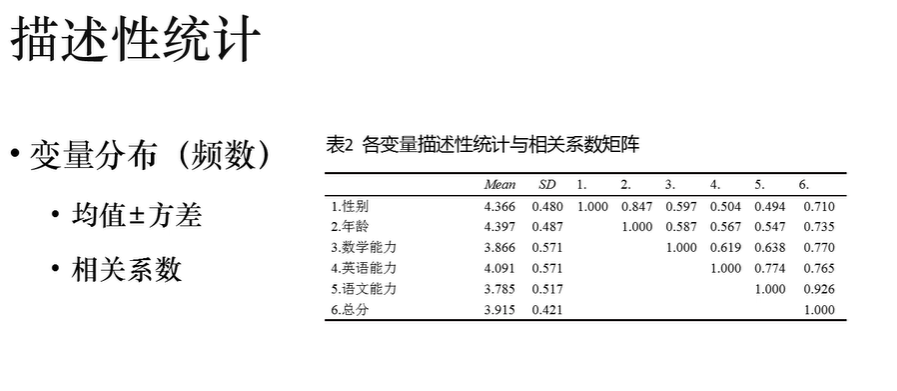 描述性统计
• 变量分布（频数）
• 均值±方差
• 相关系数
表2 各变量描述性统计与相关系数矩阵
Mean SD 1. 2. 3. 4. 5. 6.
1.性别 4.366 0.480 1.000 0.847 0.597 0.504 0.494 0.710
2.年龄 4.397 0.487 1.000 0.587 0.567 0.547 0.735
3.数学能力 3.866 0.571 1.000 0.619 0.638 0.770
4.英语能力 4.091 0.571 1.000 0.774 0.765
5.语文能力 3.785 0.517 1.000 0.926
6.总分 3.915 0.421 1.000